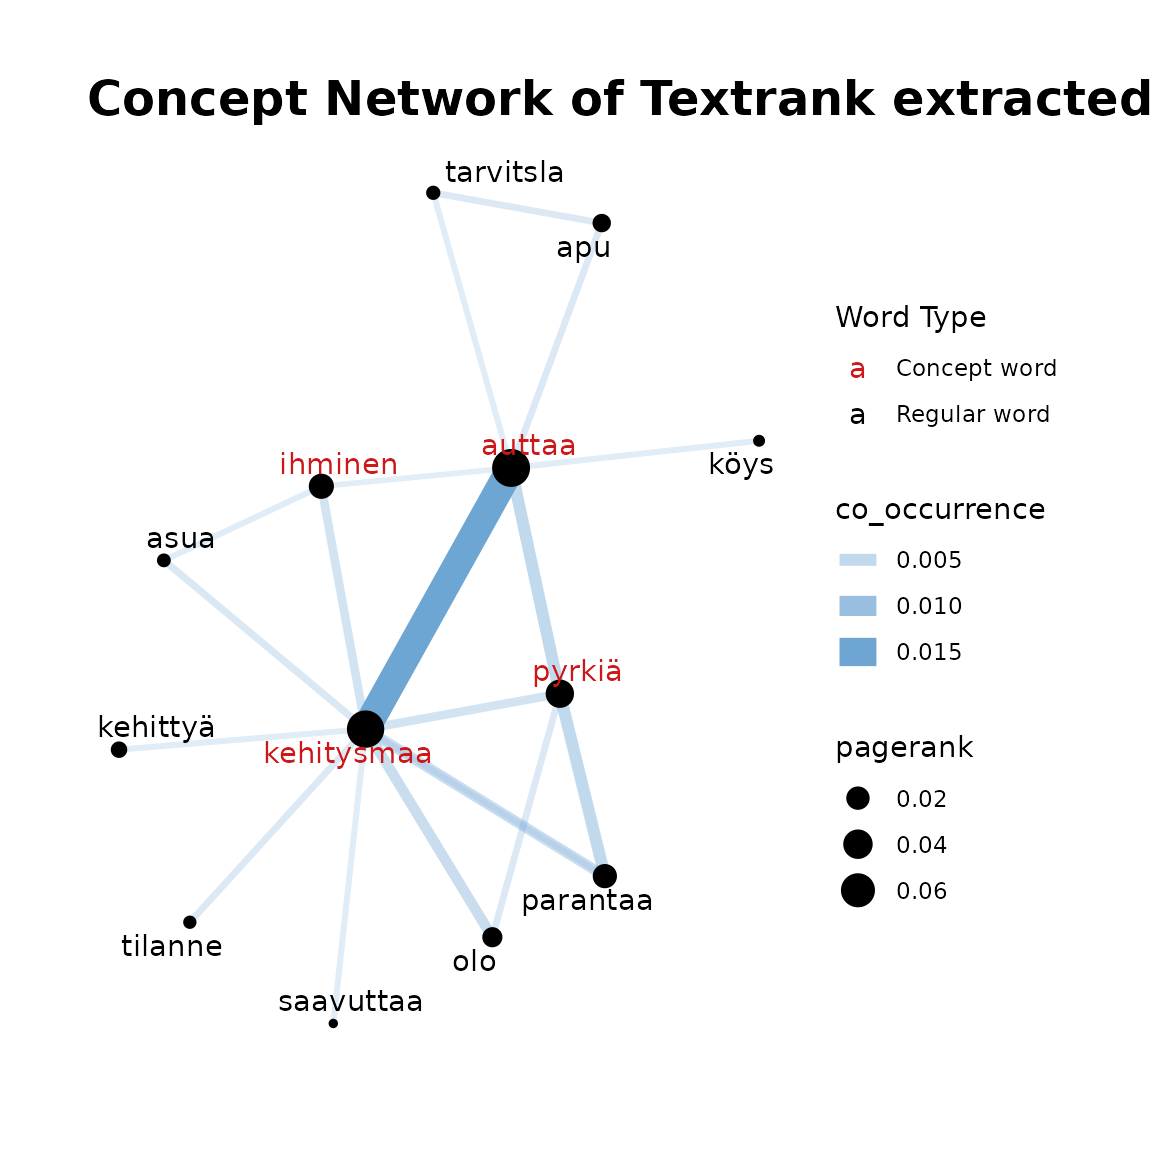 Concept Network of Textrank extracted
tarvitsla
apu
Word Type
a Concept word
a Regular word
auttaa
ihminen
köys
asua
co_occurrence
0.005
0.010
0.015
pyrkiä
kehittyä
kehitysmaa
pagerank
0.02
0.04
0.06
parantaa
tilanne
olo
saavuttaa